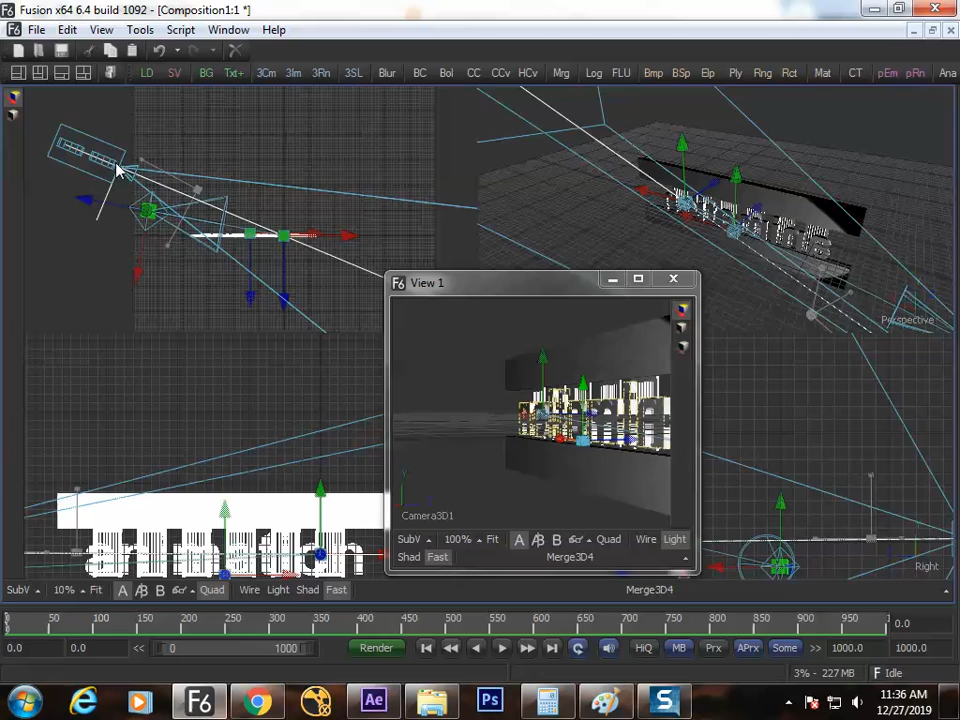 Fusion x64 6.4 build 1092 - [Composition1:1 *]
File Edit View Tools Script Window Help
LD SV BG Txt+ 3Cm 3Im 3Rn 3SL Blur BC Bol CC CCv HCv Mrg Log FLU Bmp BSp Elp Ply Rng Rct Mat CT pEm pRn Ana
Perspective
View 1
Camera3D1
SubV 100% Fit A B Quad Wire Light
Shad Fast Merge3D4
Right
SubV 10% Fit A B Quad Wire Light Shad Fast Merge3D4
0 50 100 150 200 250 300 350 400 450 500 550 600 650 700 750 800 850 900 950 0.0
0.0 0.0 << 0 1000 Render HiQ MB Prx APrx Some >> 1000.0 1000.0
3% - 227 MB Idle
F6 Ae Ps S
11:36 AM
12/27/2019